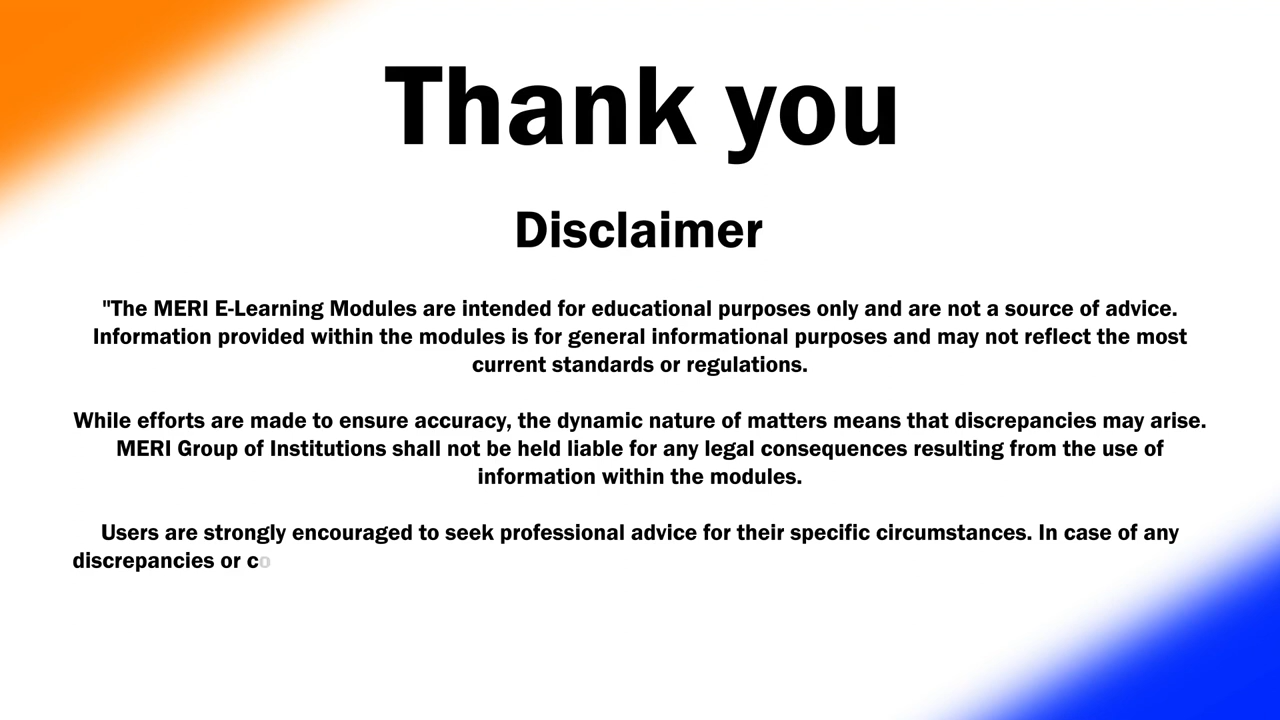 Thank you
Disclaimer
"The MERI E-Learning Modules are intended for educational purposes only and are not a source of advice.
Information provided within the modules is for general informational purposes and may not reflect the most
current standards or regulations.
While efforts are made to ensure accuracy, the dynamic nature of matters means that discrepancies may arise.
MERI Group of Institutions shall not be held liable for any legal consequences resulting from the use of
information within the modules.
Users are strongly encouraged to seek professional advice for their specific circumstances. In case of any
discrepancies or co